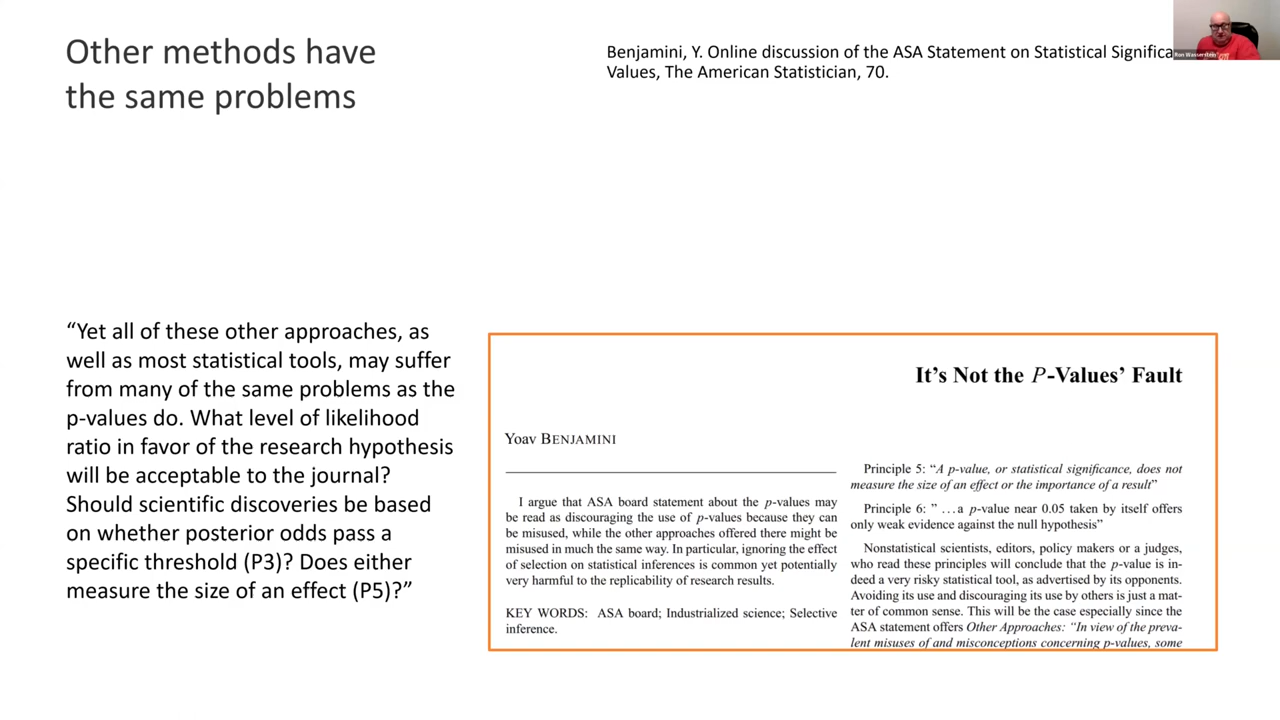 Other methods have
the same problems
Benjamini, Y. Online discussion of the ASA Statement on Statistical
Values, The American Statistician, 70.
Ron Wasserstein
“Yet all of these other approaches, as
well as most statistical tools, may suffer
from many of the same problems as the
p-values do. What level of likelihood
ratio in favor of the research hypothesis
will be acceptable to the journal?
Should scientific discoveries be based
on whether posterior odds pass a
specific threshold (P3)? Does either
measure the size of an effect (P5)?”
It’s Not the P-Values’ Fault
Yoav BENJAMINI
I argue that ASA board statement about the p-values may
be read as discouraging the use of p-values because they can
be misused, while the other approaches offered there might be
misused in much the same way. In particular, ignoring the effect
of selection on statistical inferences is common yet potentially
very harmful to the replicability of research results.
KEY WORDS: ASA board; Industrialized science; Selective
inference.
Principle 5: “A p-value, or statistical significance, does not
measure the size of an effect or the importance of a result”
Principle 6: ” …a p-value near 0.05 taken by itself offers
only weak evidence against the null hypothesis”
Nonstatistical scientists, editors, policy makers or a judges,
who read these principles will conclude that the p-value is in-
deed a very risky statistical tool, as advertised by its opponents.
Avoiding its use and discouraging its use by others is just a mat-
ter of common sense. This will be the case especially since the
ASA statement offers Other Approaches: “In view of the preva-
lent misuses of and misconceptions concerning p-values, some